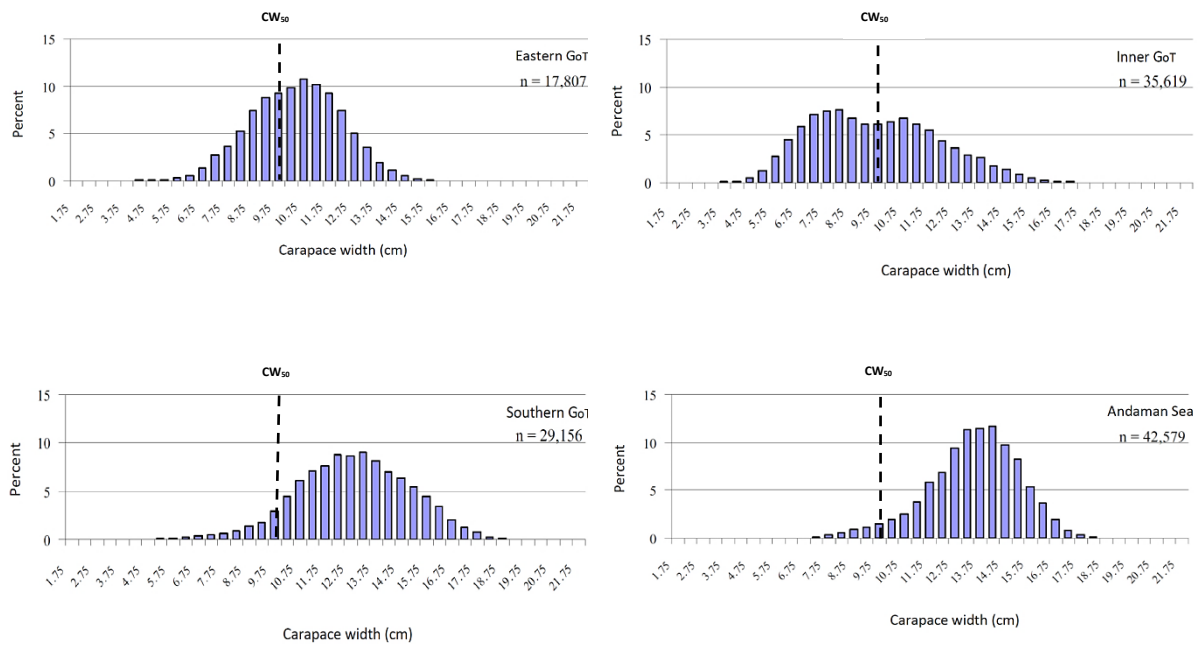 CW₅₀
Eastern GoT
n = 17,807
Percent
15
10
5
0
1.75 2.75 3.75 4.75 5.75 6.75 7.75 8.75 9.75 10.75 11.75 12.75 13.75 14.75 15.75 16.75 17.75 18.75 19.75 20.75 21.75
Carapace width (cm)
CW₅₀
Inner GoT
n = 35,619
Percent
15
10
5
0
1.75 2.75 3.75 4.75 5.75 6.75 7.75 8.75 9.75 10.75 11.75 12.75 13.75 14.75 15.75 16.75 17.75 18.75 19.75 20.75 21.75
Carapace width (cm)
CW₅₀
Southern GoT
n = 29,156
Percent
15
10
5
0
1.75 2.75 3.75 4.75 5.75 6.75 7.75 8.75 9.75 10.75 11.75 12.75 13.75 14.75 15.75 16.75 17.75 18.75 19.75 20.75 21.75
Carapace width (cm)
CW₅₀
Andaman Sea
n = 42,579
Percent
15
10
5
0
1.75 2.75 3.75 4.75 5.75 6.75 7.75 8.75 9.75 10.75 11.75 12.75 13.75 14.75 15.75 16.75 17.75 18.75 19.75 20.75 21.75
Carapace width (cm)